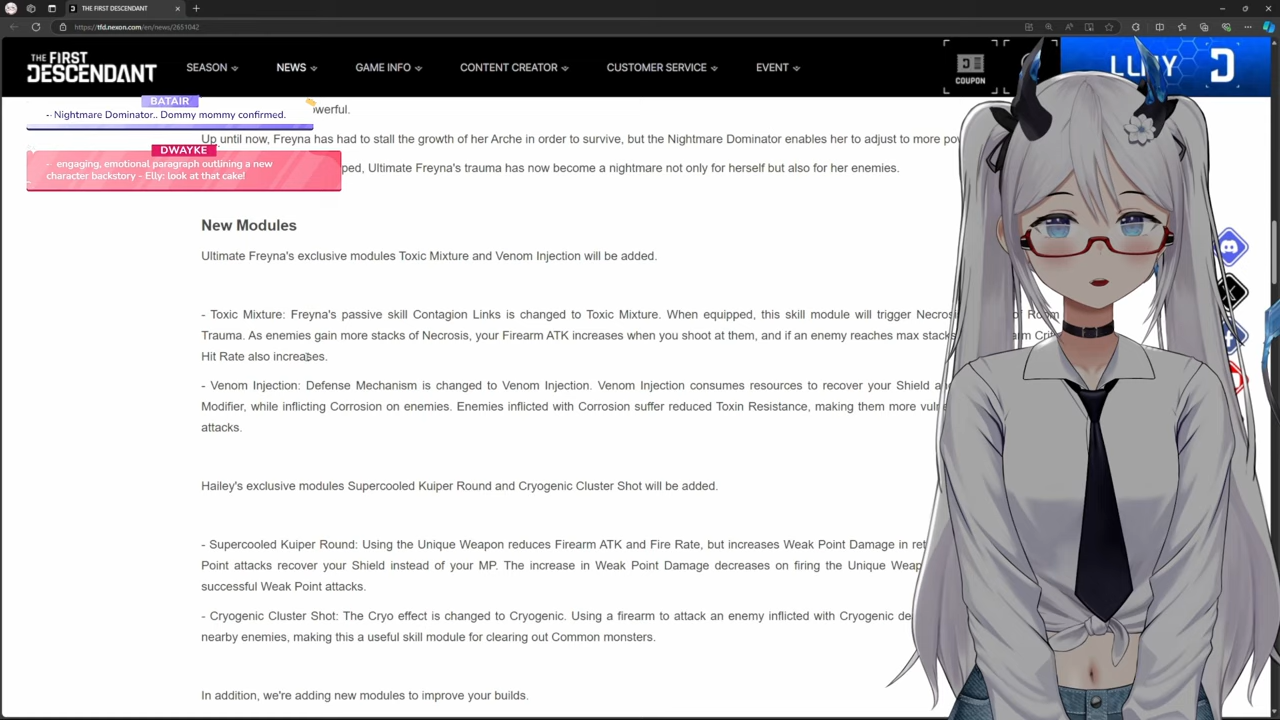 THE FIRST DESCENDANT
https://tfd.nexon.com/en/news/2651042
THE FIRST
DESCENDANT
SEASON
NEWS
GAME INFO
CONTENT CREATOR
CUSTOMER SERVICE
EVENT
COUPON
BATAIR
- Nightmare Dominator.. Dommy mommy confirmed.
Up until now, Freyna has had to stall the growth of her Arche in order to survive, but the Nightmare Dominator enables her to adjust to more
DWAYKE
- engaging, emotional paragraph outlining a new
character backstory - Elly: look at that cake!
Ultimate Freyna's trauma has now become a nightmare not only for herself but also for her enemies.
New Modules
Ultimate Freyna's exclusive modules Toxic Mixture and Venom Injection will be added.
- Toxic Mixture: Freyna's passive skill Contagion Links is changed to Toxic Mixture. When equipped, this skill module will trigger
Trauma. As enemies gain more stacks of Necrosis, your Firearm ATK increases when you shoot at them, and if an enemy reaches max
Hit Rate also increases.
- Venom Injection: Defense Mechanism is changed to Venom Injection. Venom Injection consumes resources to recover your Shield
Modifier, while inflicting Corrosion on enemies. Enemies inflicted with Corrosion suffer reduced Toxin Resistance, making them more
attacks.
Hailey's exclusive modules Supercooled Kuiper Round and Cryogenic Cluster Shot will be added.
- Supercooled Kuiper Round: Using the Unique Weapon reduces Firearm ATK and Fire Rate, but increases Weak Point Damage in
Point attacks recover your Shield instead of your MP. The increase in Weak Point Damage decreases on firing the Unique
successful Weak Point attacks.
- Cryogenic Cluster Shot: The Cryo effect is changed to Cryogenic. Using a firearm to attack an enemy inflicted with Cryogenic
nearby enemies, making this a useful skill module for clearing out Common monsters.
In addition, we're adding new modules to improve your builds.